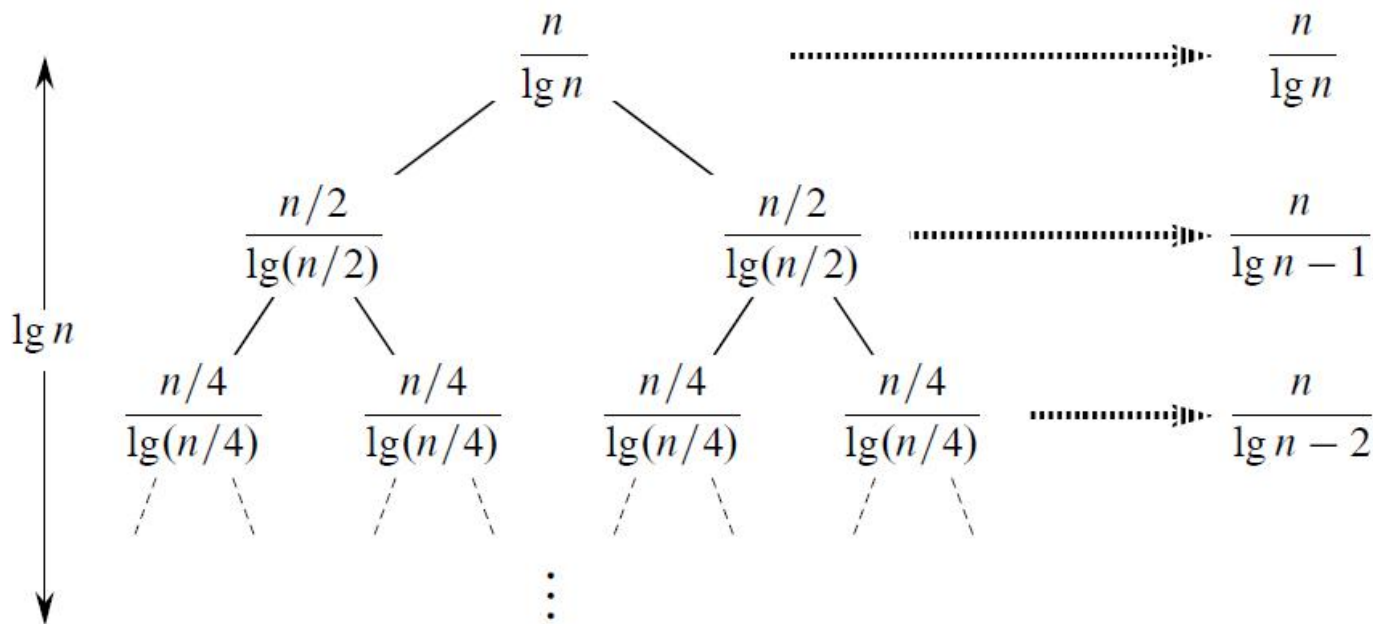 n/lg n n/lg n
n/2/lg(n/2) n/2/lg(n/2) n/lg n − 1
lg n
n/4/lg(n/4) n/4/lg(n/4) n/4/lg(n/4) n/4/lg(n/4) n/lg n − 2
⋮